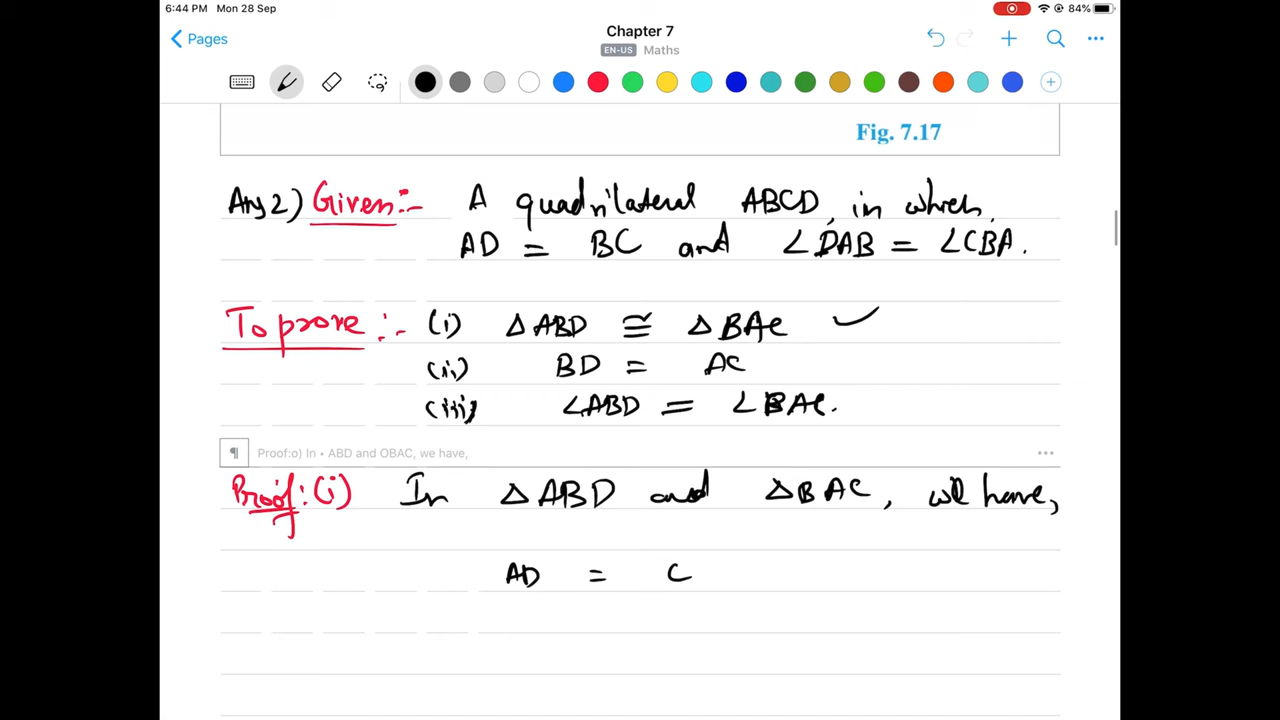 6:44 PM Mon 28 Sep 84%
Pages
Chapter 7
EN-US Maths
Fig. 7.17
Ans 2) Given:- A quadrilateral ABCD, in which,
AD = BC and ∠DAB = ∠CBA.
To prove :- (i) △ABD ≅ △BAC ✓
(ii) BD = AC
(iii) ∠ABD = ∠BAC.
¶ Proof:o) In • ABD and OBAC, we have,
Proof:(i) In △ABD and △BAC, we have,
AD = C